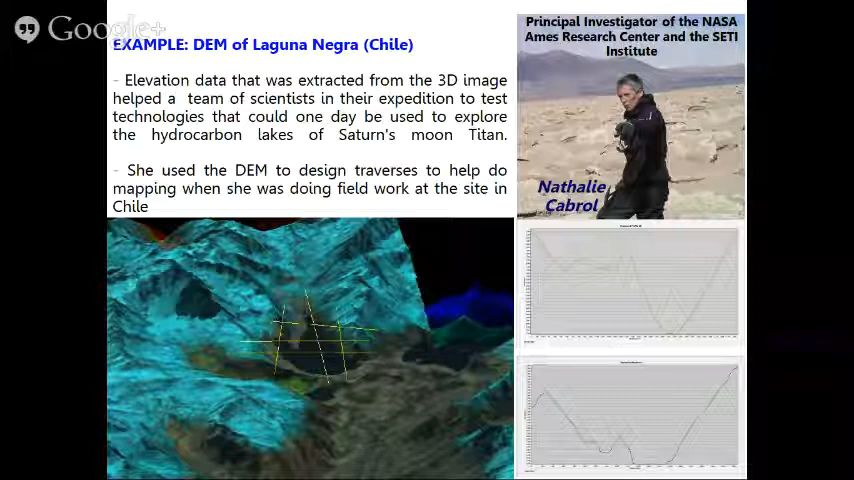 Google+
EXAMPLE: DEM of Laguna Negra (Chile)
- Elevation data that was extracted from the 3D image
helped a team of scientists in their expedition to test
technologies that could one day be used to explore
the hydrocarbon lakes of Saturn's moon Titan.
- She used the DEM to design traverses to help do
mapping when she was doing field work at the site in
Chile
Principal Investigator of the NASA
Ames Research Center and the SETI
Institute
Nathalie
Cabrol